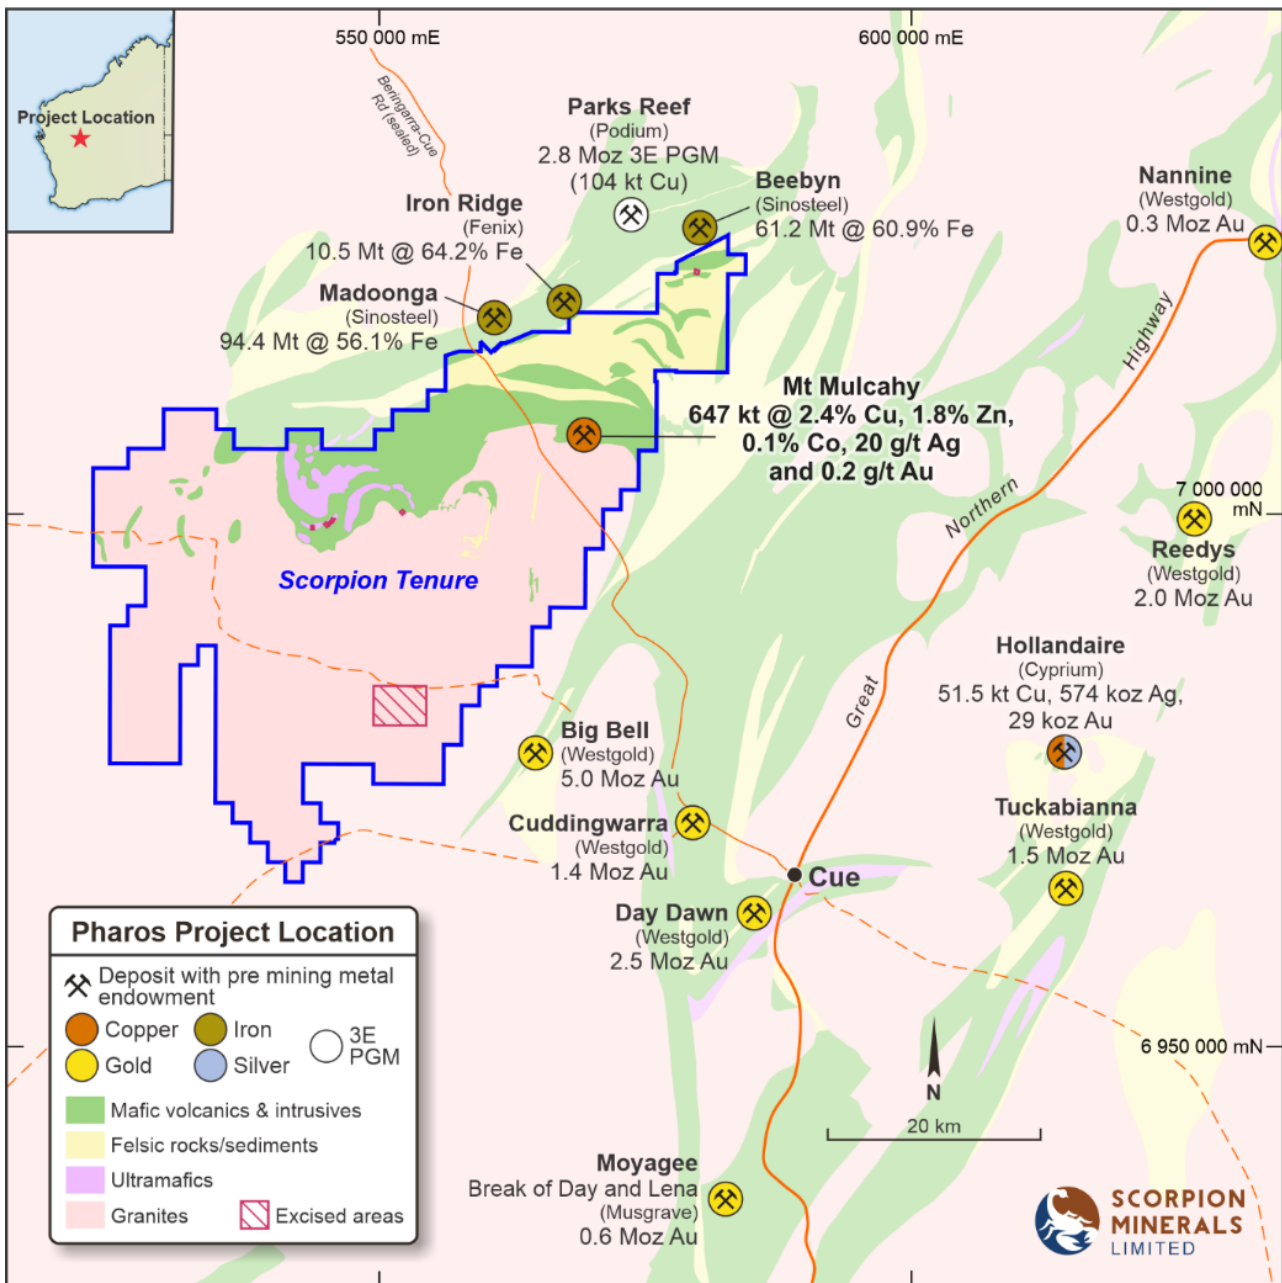 550 000 mE
600 000 mE
Project Location
Beringarra-Cue
Rd (sealed)
Parks Reef
(Podium)
2.8 Moz 3E PGM
(104 kt Cu)
Beebyn
(Sinosteel)
61.2 Mt @ 60.9% Fe
Nannine
(Westgold)
0.3 Moz Au
Iron Ridge
(Fenix)
10.5 Mt @ 64.2% Fe
Madoonga
(Sinosteel)
94.4 Mt @ 56.1% Fe
Mt Mulcahy
647 kt @ 2.4% Cu, 1.8% Zn,
0.1% Co, 20 g/t Ag
and 0.2 g/t Au
Great
Northern
Highway
7 000 000
mN
Reedys
(Westgold)
2.0 Moz Au
Scorpion Tenure
Hollandaire
(Cyprium)
51.5 kt Cu, 574 koz Ag,
29 koz Au
Big Bell
(Westgold)
5.0 Moz Au
Cuddingwarra
(Westgold)
1.4 Moz Au
Tuckabianna
(Westgold)
1.5 Moz Au
Cue
Day Dawn
(Westgold)
2.5 Moz Au
Pharos Project Location
Deposit with pre mining metal
endowment
Copper
Iron
3E
PGM
Gold
Silver
Mafic volcanics & intrusives
Felsic rocks/sediments
Ultramafics
Granites
Excised areas
6 950 000 mN
N
20 km
Moyagee
Break of Day and Lena
(Musgrave)
0.6 Moz Au
SCORPION
MINERALS
LIMITED